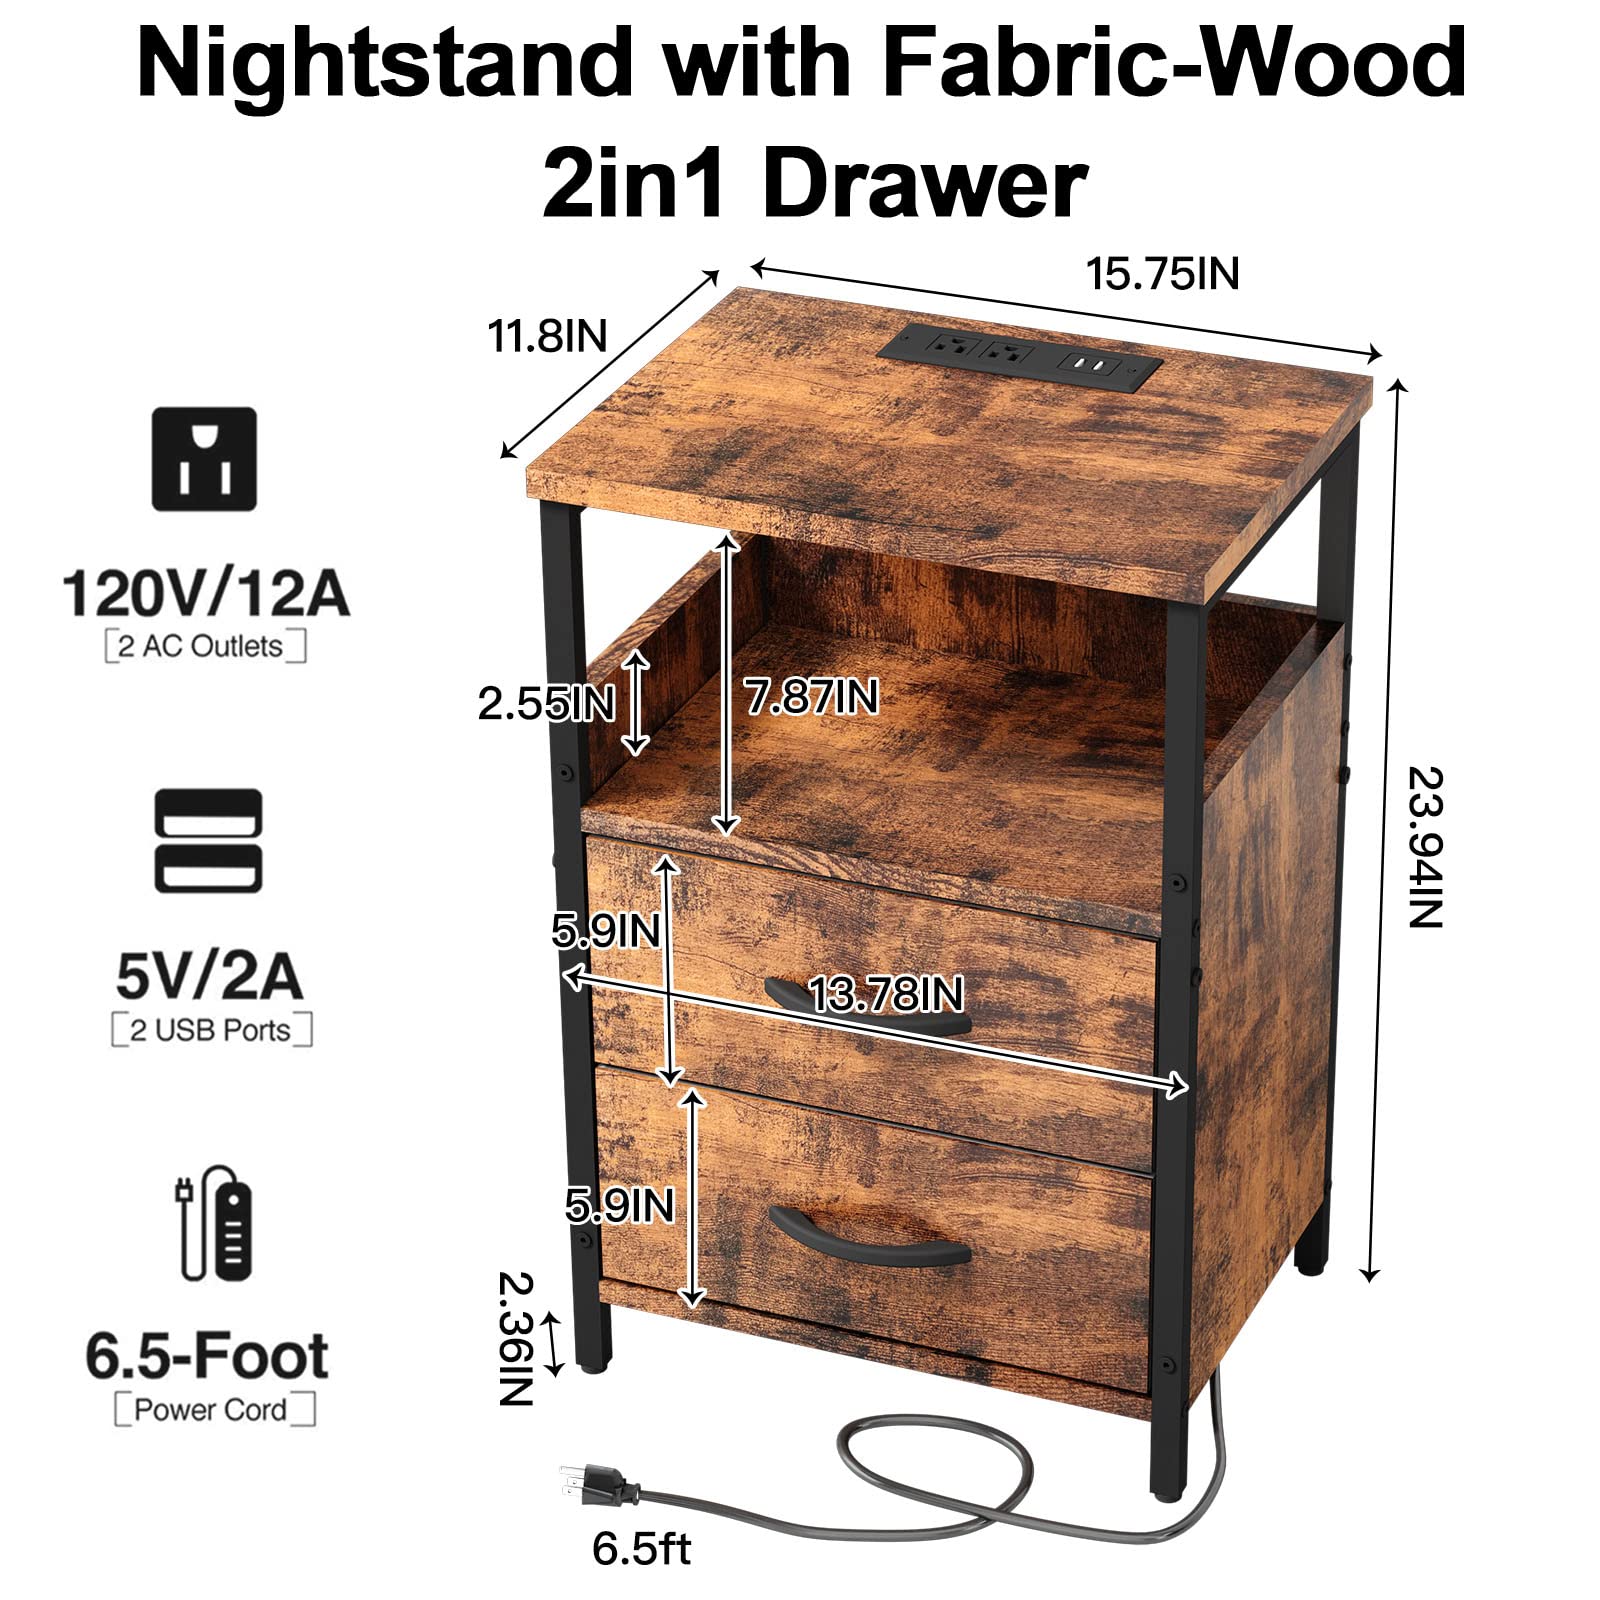 Nightstand with Fabric-Wood
2in1 Drawer
15.75IN
11.8IN
120V/12A
[2 AC Outlets]
2.55IN
7.87IN
23.94IN
5.9IN
13.78IN
5V/2A
[2 USB Ports]
5.9IN
2.36IN
6.5-Foot
[Power Cord]
6.5ft